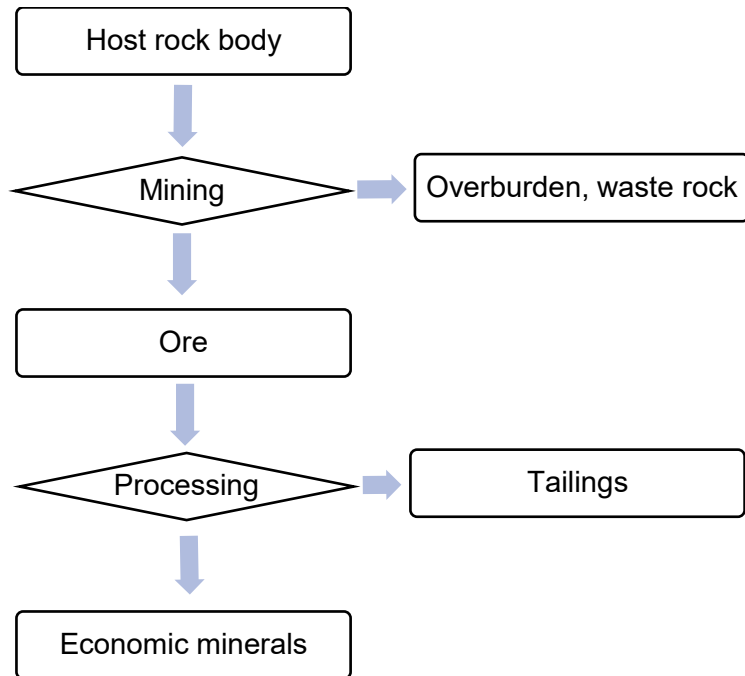 Host rock body
Mining
Overburden, waste rock
Ore
Processing
Tailings
Economic minerals